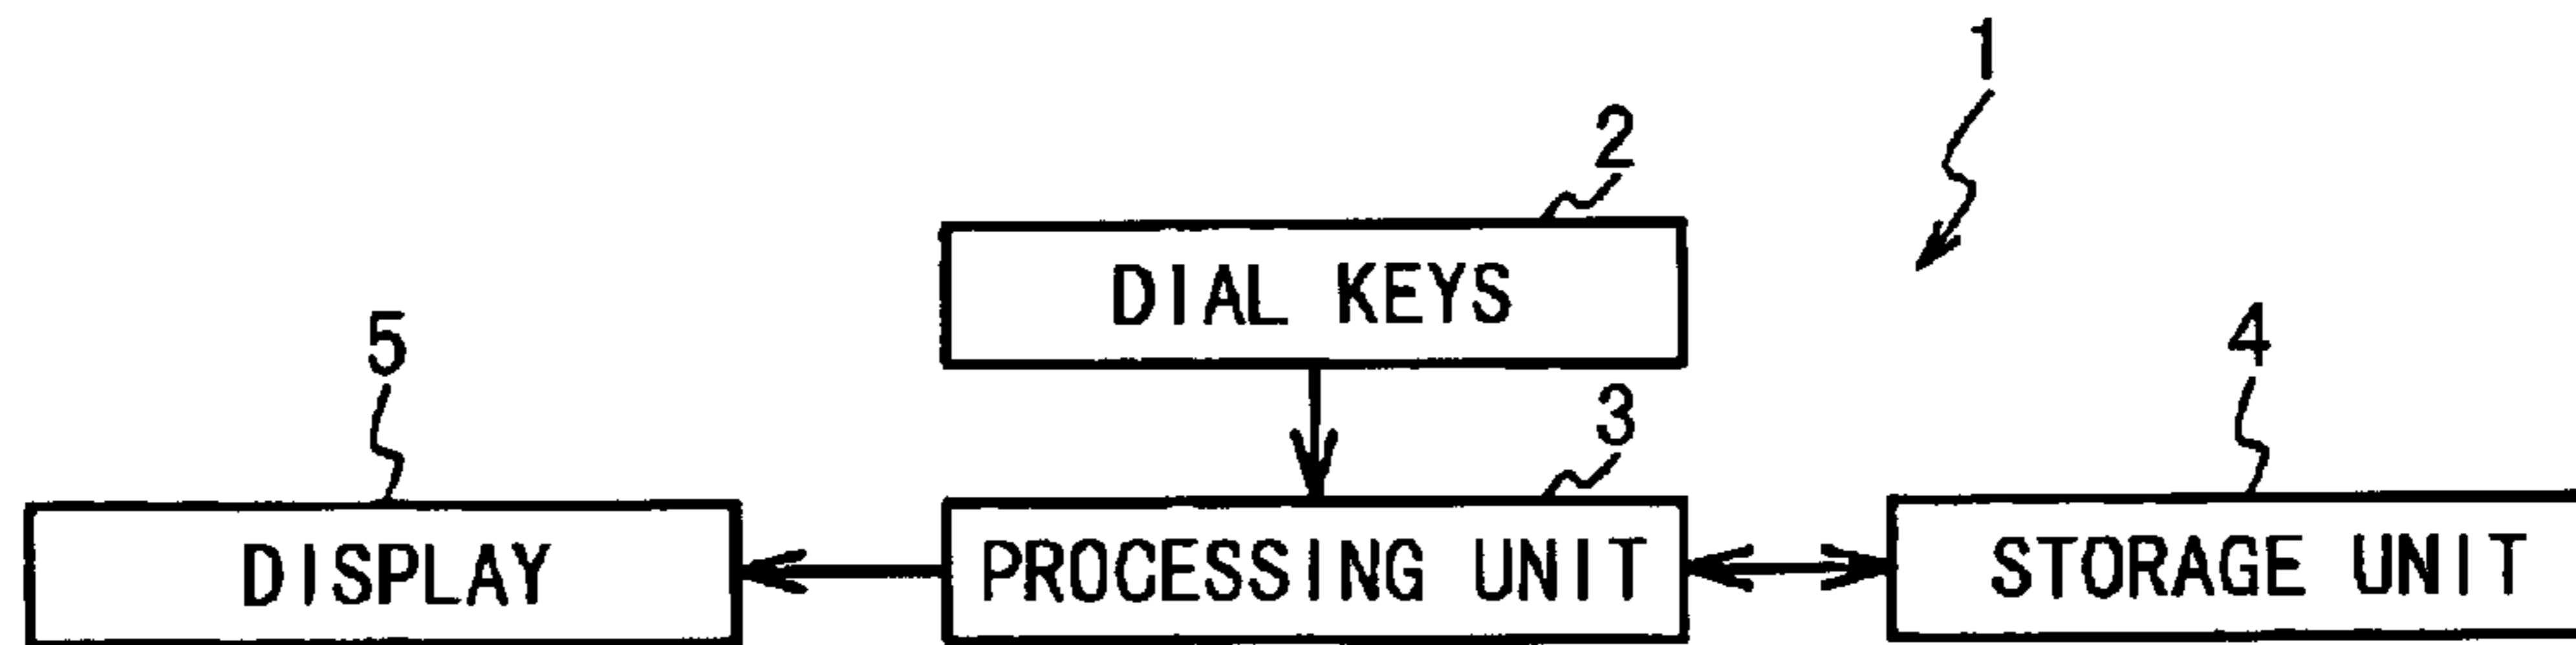 1
2
DIAL KEYS
5
3
4
DISPLAY
PROCESSING UNIT
STORAGE UNIT